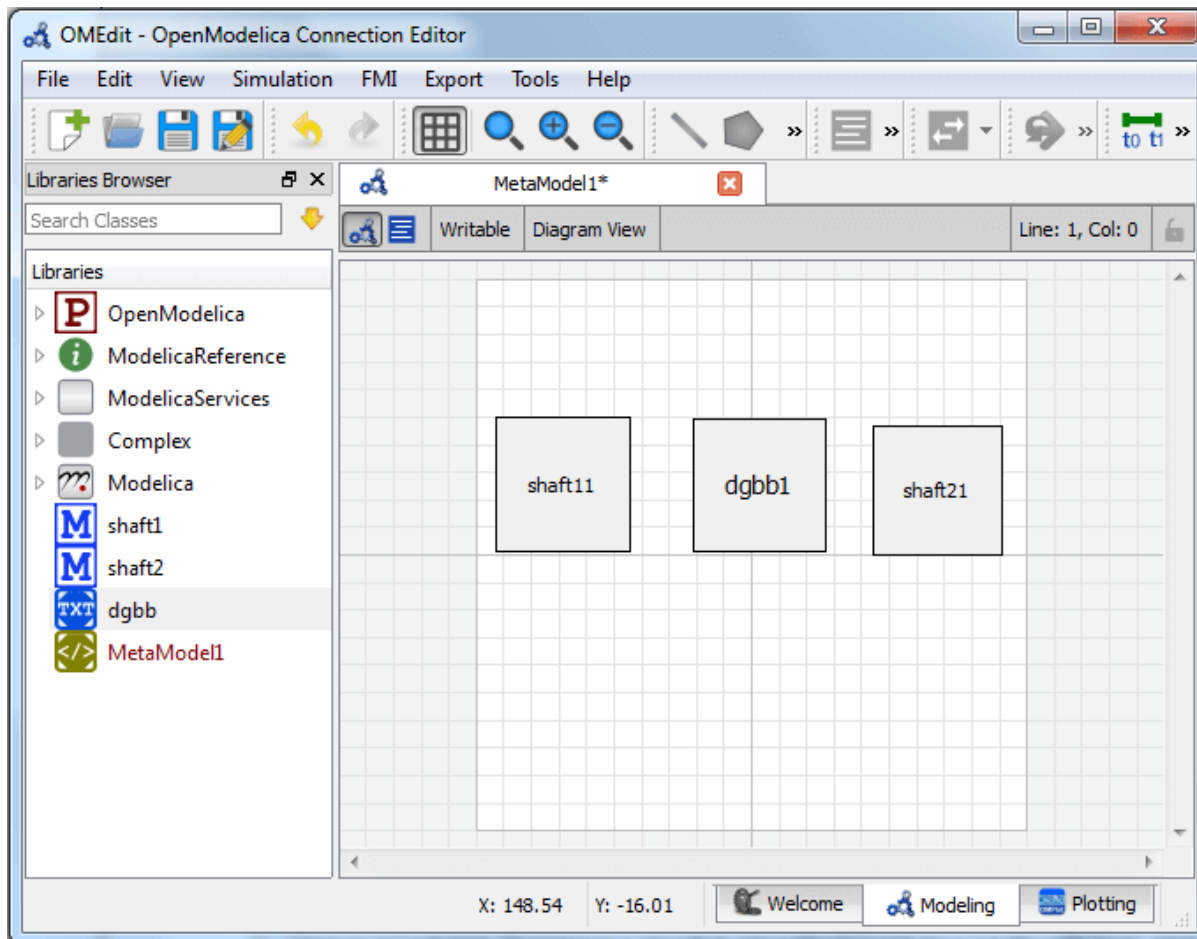 OMEdit - OpenModelica Connection Editor
File Edit View Simulation FMI Export Tools Help
t0 t1
Libraries Browser
MetaModel1*
Search Classes
Writable Diagram View Line: 1, Col: 0
Libraries
P OpenModelica
i ModelicaReference
ModelicaServices
Complex
m Modelica
M shaft1
M shaft2
TXT dgbb
</> MetaModel1
shaft11 dgbb1 shaft21
X: 148.54 Y: -16.01 Welcome Modeling Plotting